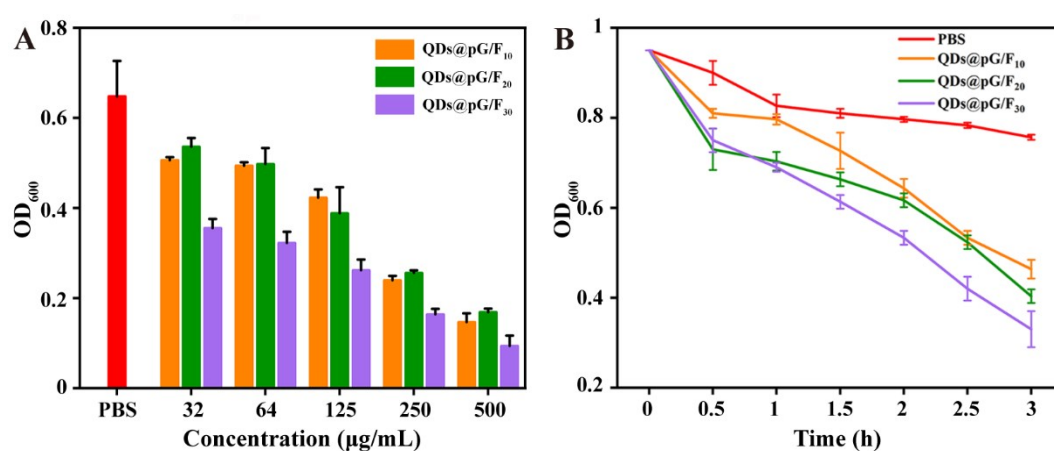 A
0.8
0.6
0.4
0.2
0
OD600
QDs@pG/F10
QDs@pG/F20
QDs@pG/F30
PBS 32 64 125 250 500
Concentration (µg/mL)
B
1
0.8
0.6
0.4
0.2
OD600
PBS
QDs@pG/F10
QDs@pG/F20
QDs@pG/F30
0 0.5 1 1.5 2 2.5 3
Time (h)